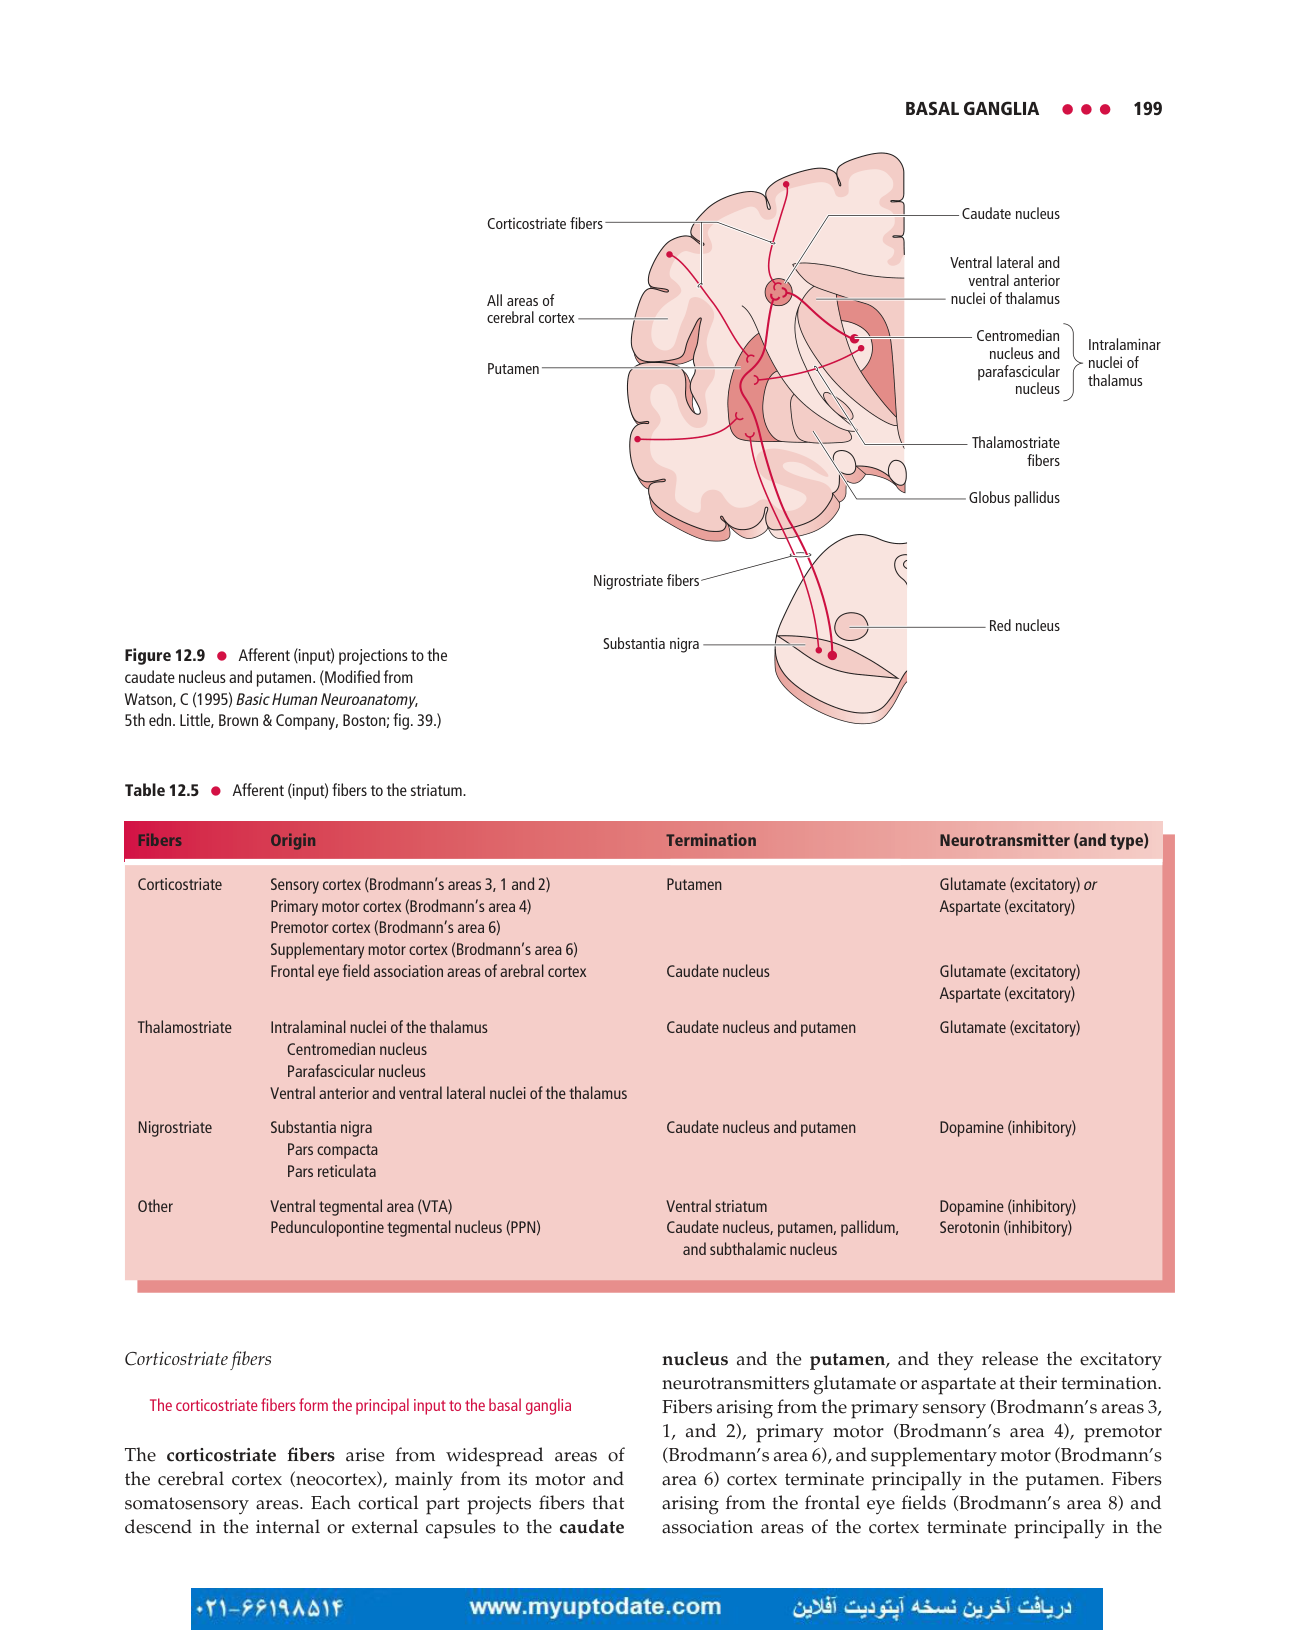 BASAL GANGLIA ● ● ● 199
Corticostriate fibers
All areas of
cerebral cortex
Putamen
Caudate nucleus
Ventral lateral and
ventral anterior
nuclei of thalamus
Centromedian
nucleus and
parafascicular
nucleus
Intralaminar
nuclei of
thalamus
Thalamostriate
fibers
Globus pallidus
Nigrostriate fibers
Red nucleus
Substantia nigra
Figure 12.9 ● Afferent (input) projections to the
caudate nucleus and putamen. (Modified from
Watson, C (1995) Basic Human Neuroanatomy,
5th edn. Little, Brown & Company, Boston; fig. 39.)
Table 12.5 ● Afferent (input) fibers to the striatum.
Fibers Origin Termination Neurotransmitter (and type)
Corticostriate Sensory cortex (Brodmann's areas 3, 1 and 2) Putamen Glutamate (excitatory) or
Primary motor cortex (Brodmann's area 4) Aspartate (excitatory)
Premotor cortex (Brodmann's area 6)
Supplementary motor cortex (Brodmann's area 6)
Frontal eye field association areas of arebral cortex Caudate nucleus Glutamate (excitatory)
Aspartate (excitatory)
Thalamostriate Intralaminal nuclei of the thalamus Caudate nucleus and putamen Glutamate (excitatory)
Centromedian nucleus
Parafascicular nucleus
Ventral anterior and ventral lateral nuclei of the thalamus
Nigrostriate Substantia nigra Caudate nucleus and putamen Dopamine (inhibitory)
Pars compacta
Pars reticulata
Other Ventral tegmental area (VTA) Ventral striatum Dopamine (inhibitory)
Pedunculopontine tegmental nucleus (PPN) Caudate nucleus, putamen, pallidum, Serotonin (inhibitory)
and subthalamic nucleus
Corticostriate fibers
The corticostriate fibers form the principal input to the basal ganglia
The corticostriate fibers arise from widespread areas of
the cerebral cortex (neocortex), mainly from its motor and
somatosensory areas. Each cortical part projects fibers that
descend in the internal or external capsules to the caudate
nucleus and the putamen, and they release the excitatory
neurotransmitters glutamate or aspartate at their termination.
Fibers arising from the primary sensory (Brodmann's areas 3,
1, and 2), primary motor (Brodmann's area 4), premotor
(Brodmann's area 6), and supplementary motor (Brodmann's
area 6) cortex terminate principally in the putamen. Fibers
arising from the frontal eye fields (Brodmann's area 8) and
association areas of the cortex terminate principally in the
۰۲۱-۶۶۱۹۸۵۱۴ www.myuptodate.com دریافت آخرین نسخه آپتودیت آفلاین